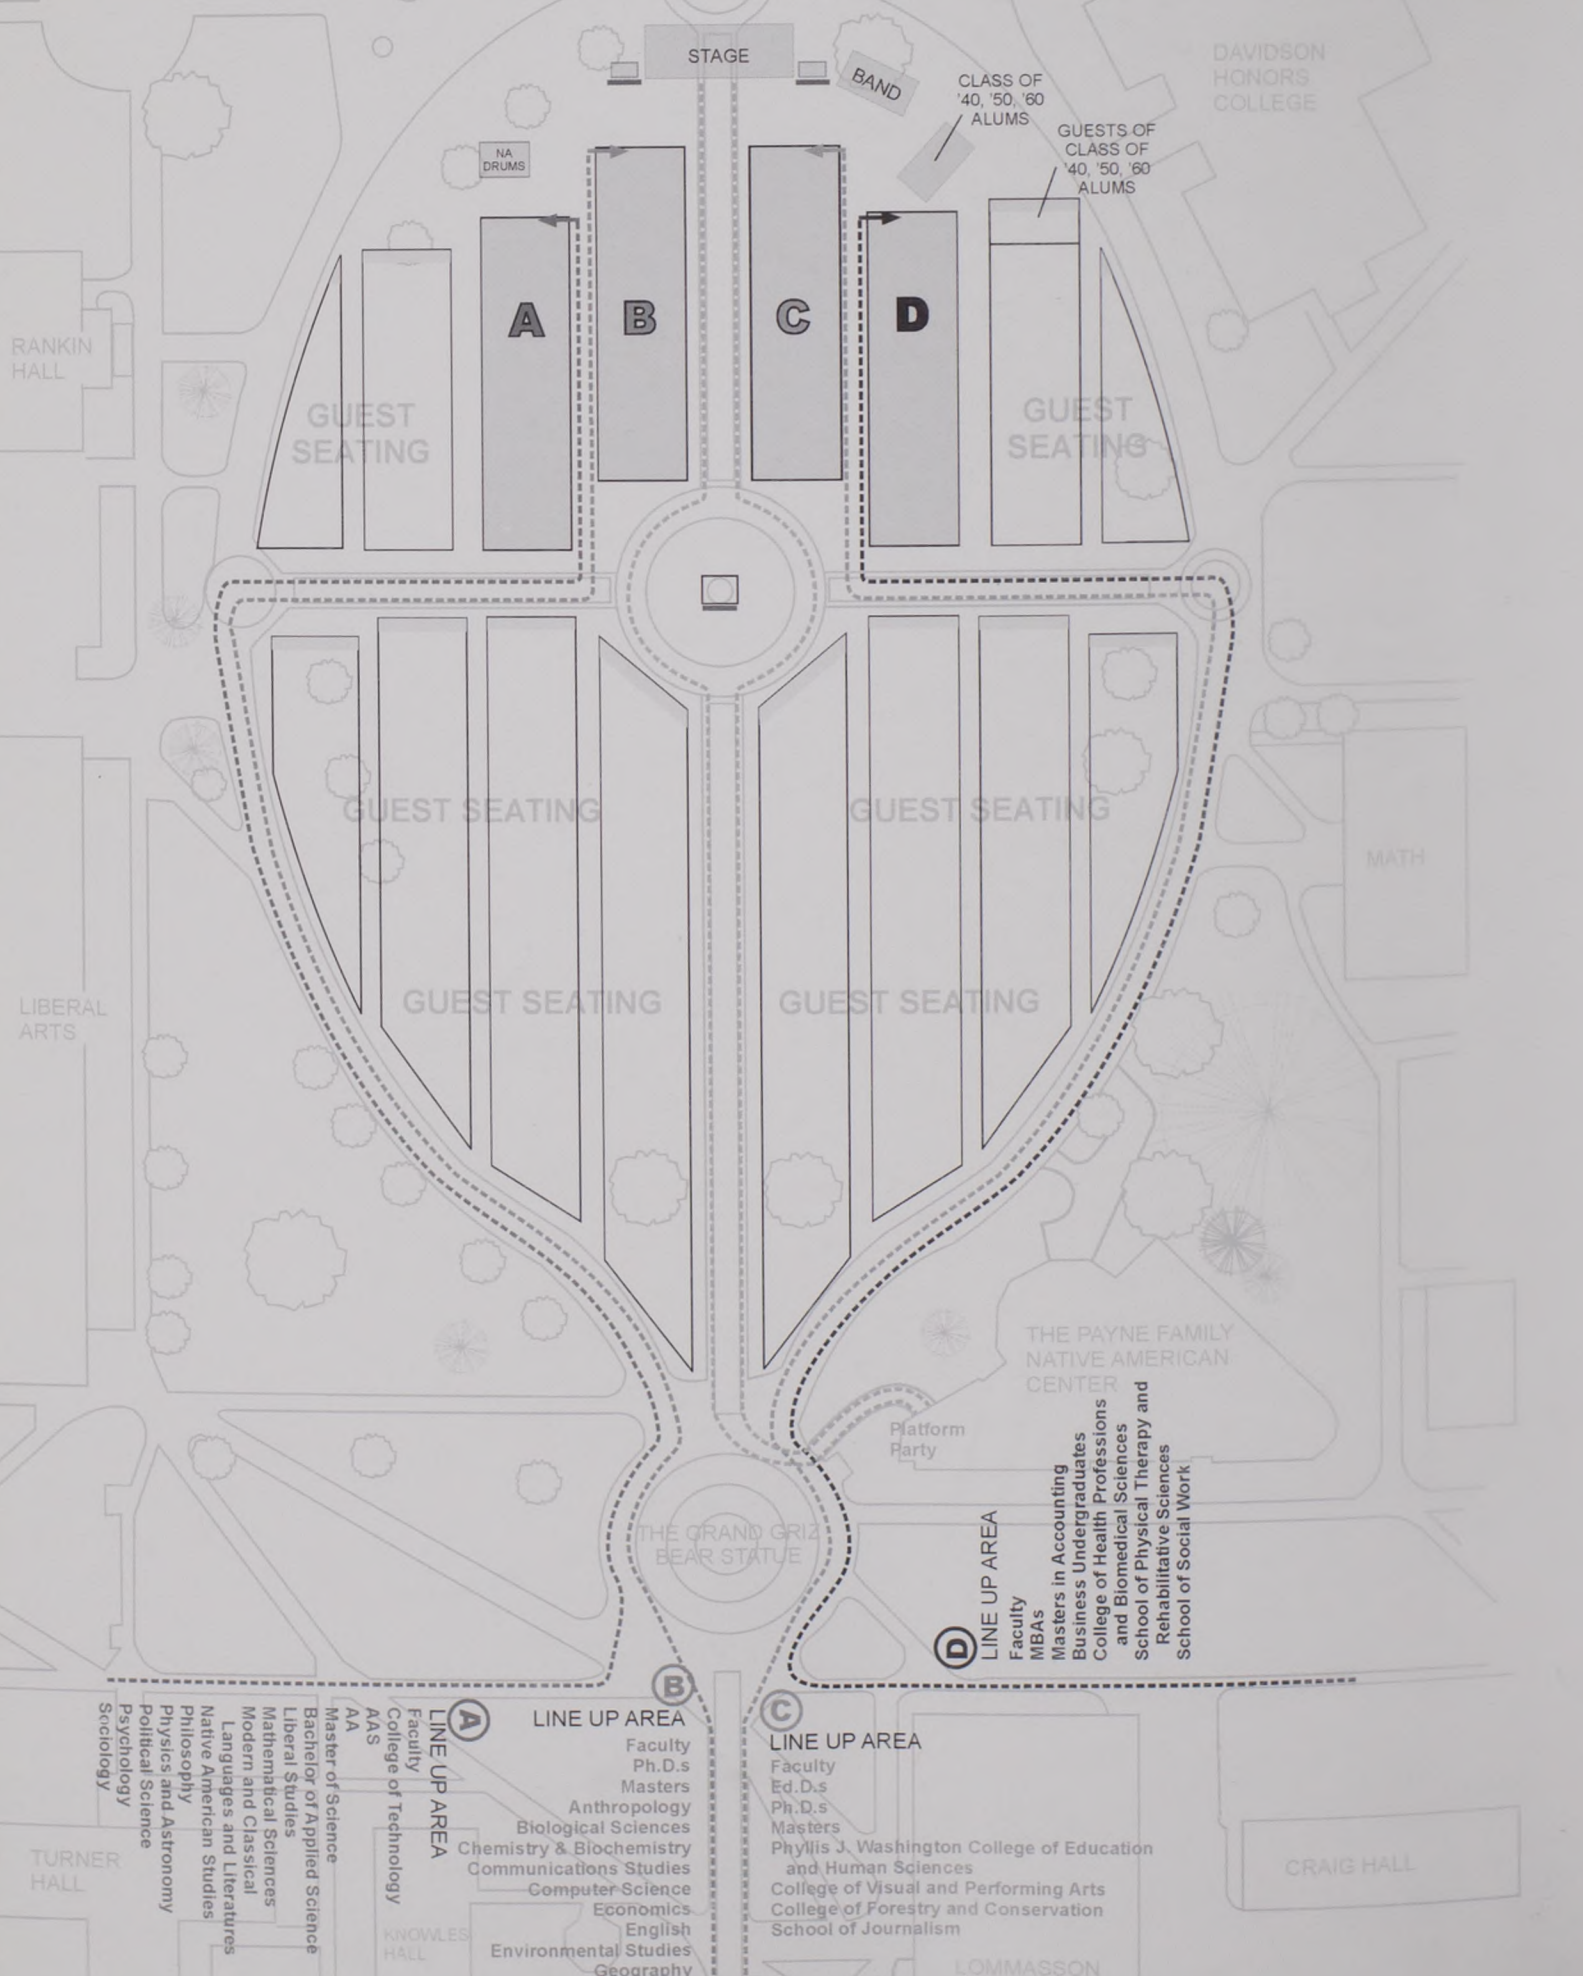 STAGE
BAND
CLASS OF
'40, '50, '60
ALUMS
DAVIDSON
HONORS
COLLEGE
GUESTS OF
CLASS OF
'40, '50, '60
ALUMS
NA
DRUMS
A
B
C
D
RANKIN
HALL
GUEST
SEATING
GUEST
SEATING
GUEST SEATING
GUEST SEATING
MATH
GUEST SEATING
GUEST SEATING
LIBERAL
ARTS
THE PAYNE FAMILY
NATIVE AMERICAN
CENTER
Platform
Party
THE GRAND GRIZ
BEAR STATUE
D
LINE UP AREA
Faculty
MBAs
Masters in Accounting
Business Undergraduates
College of Health Professions
and Biomedical Sciences
School of Physical Therapy and
Rehabilitative Sciences
School of Social Work
A
LINE UP AREA
Faculty
College of Technology
AAS
AA
Master of Science
Bachelor of Applied Science
Liberal Studies
Mathematical Sciences
Modern and Classical
Languages and Literatures
Native American Studies
Philosophy
Physics and Astronomy
Political Science
Psychology
Sociology
B
LINE UP AREA
Faculty
Ph.D.s
Masters
Anthropology
Biological Sciences
Chemistry & Biochemistry
Communications Studies
Computer Science
Economics
English
Environmental Studies
Geography
C
LINE UP AREA
Faculty
Ed.D.s
Ph.D.s
Masters
Phyllis J. Washington College of Education
and Human Sciences
College of Visual and Performing Arts
College of Forestry and Conservation
School of Journalism
TURNER
HALL
KNOWLES
HALL
CRAIG HALL
LOMMASSON